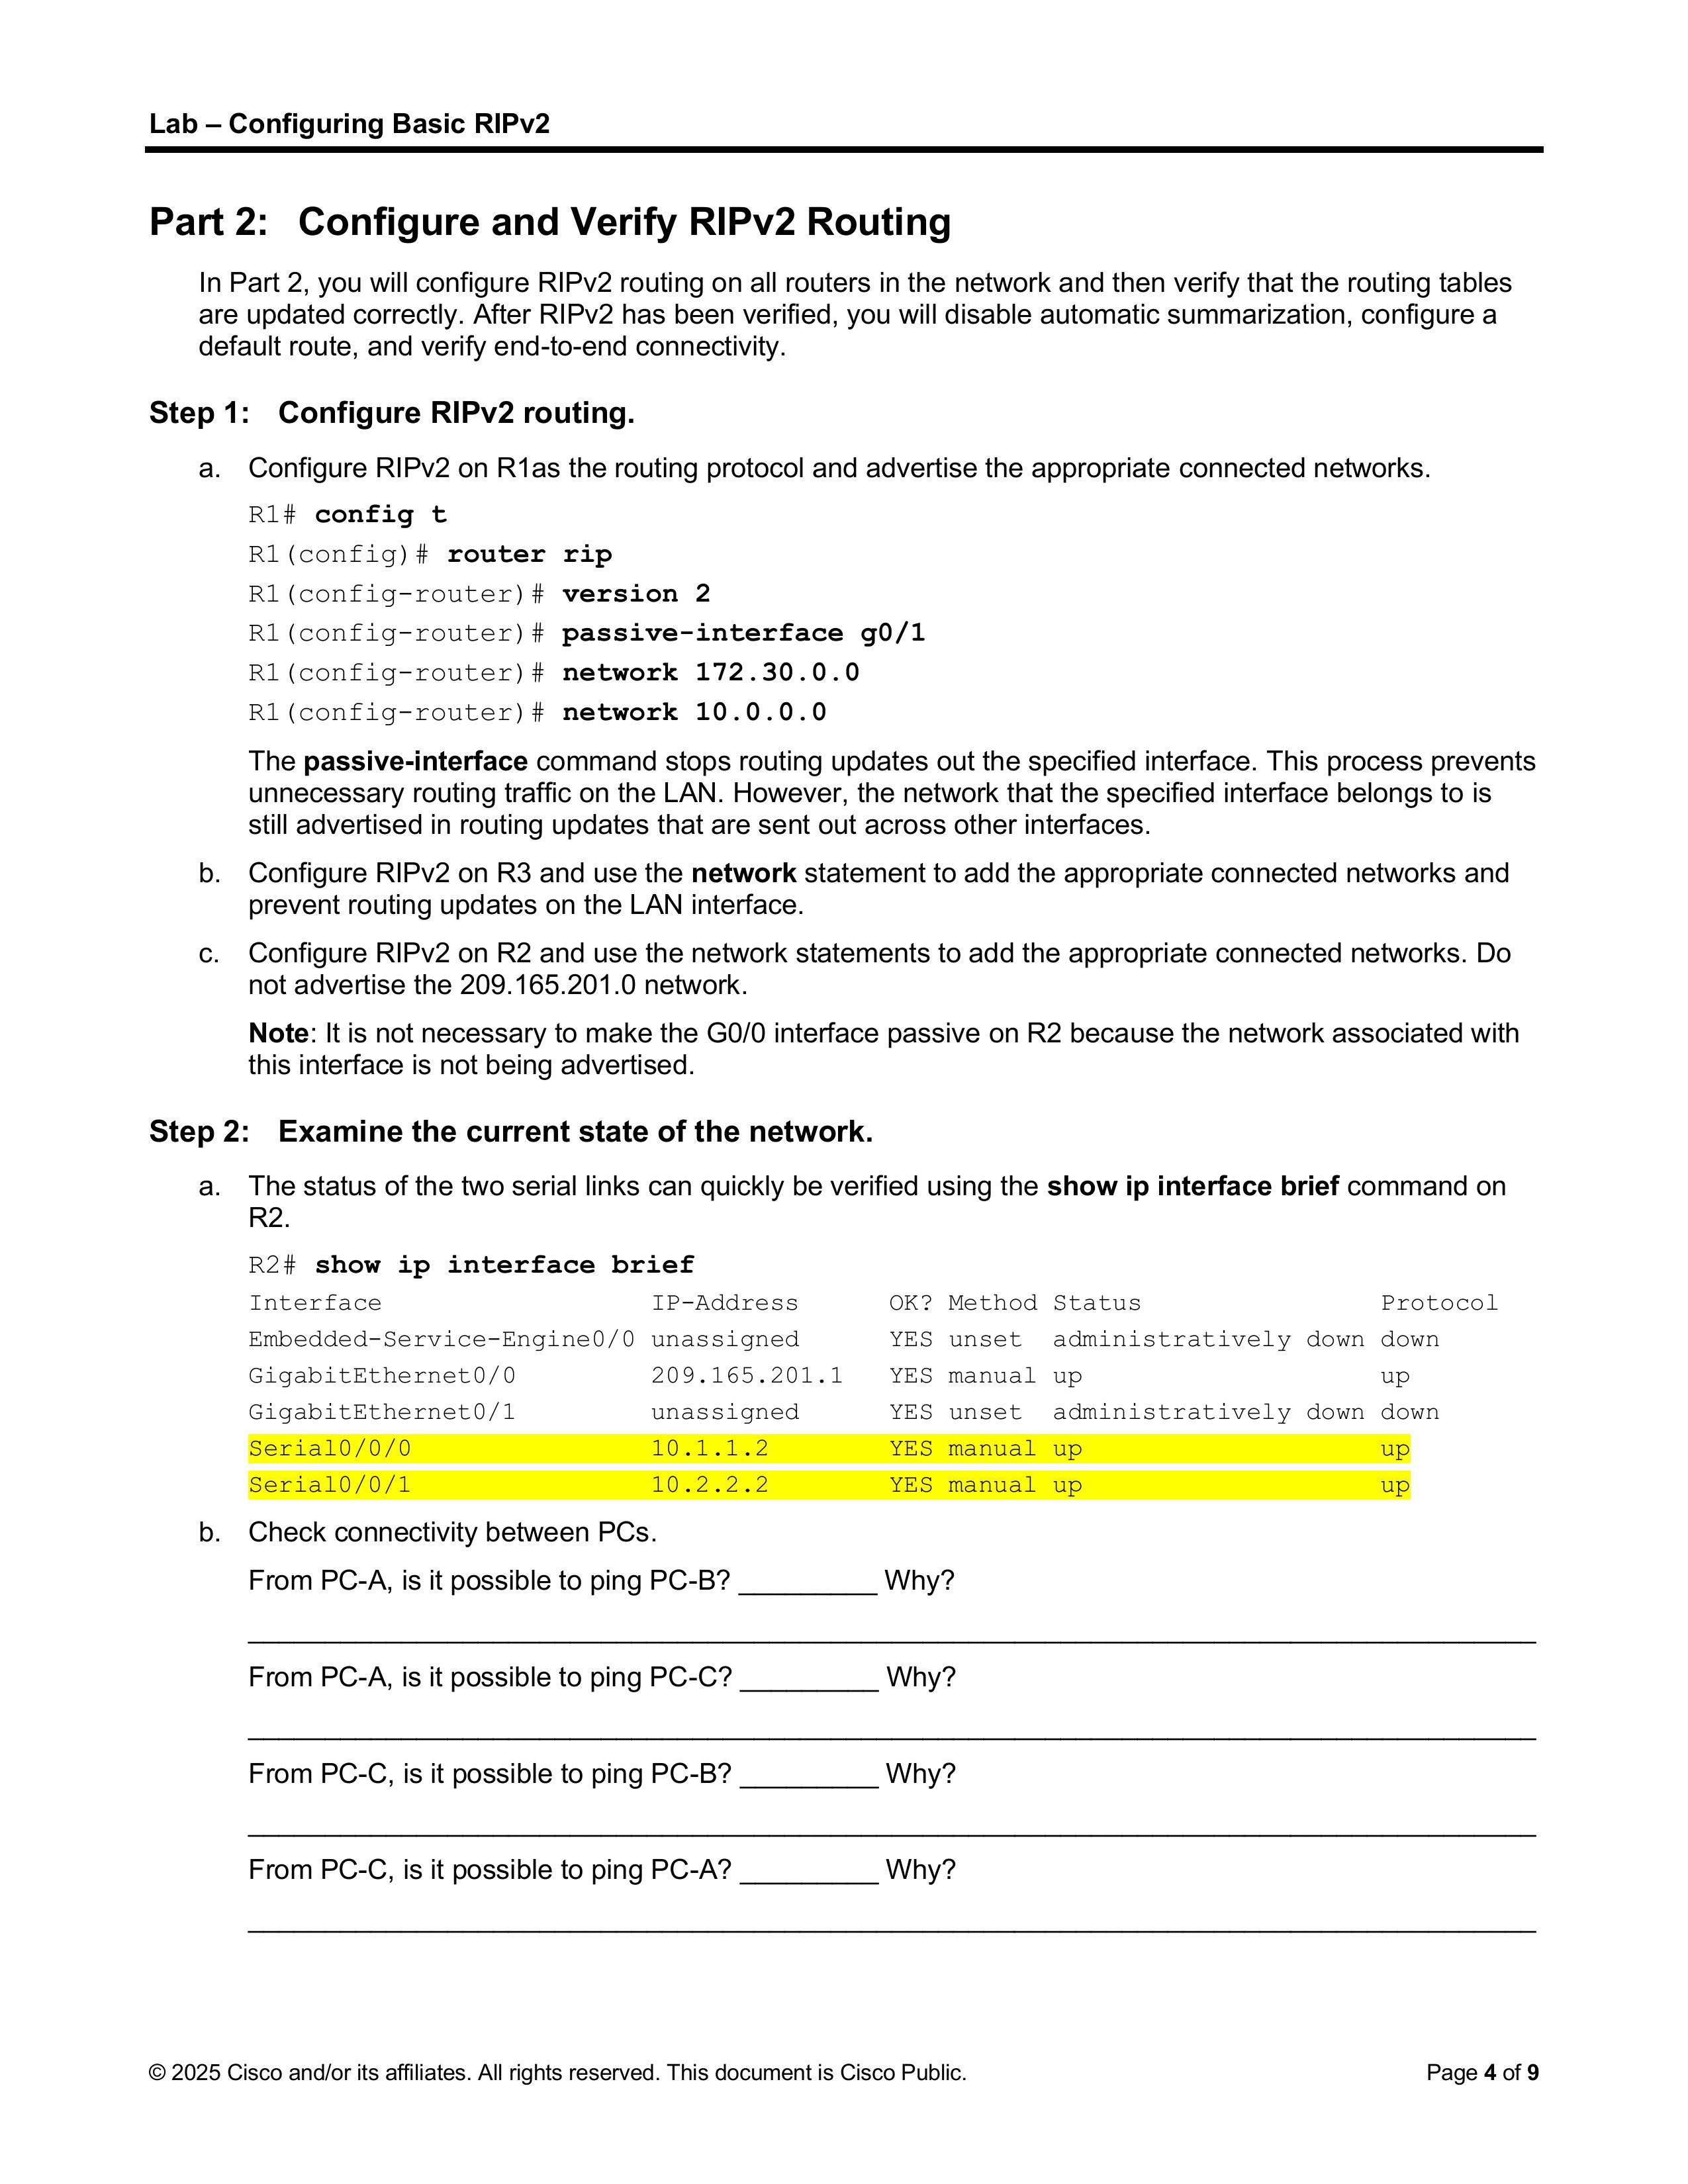 Lab – Configuring Basic RIPv2
Part 2: Configure and Verify RIPv2 Routing
In Part 2, you will configure RIPv2 routing on all routers in the network and then verify that the routing tables
are updated correctly. After RIPv2 has been verified, you will disable automatic summarization, configure a
default route, and verify end-to-end connectivity.
Step 1: Configure RIPv2 routing.
a. Configure RIPv2 on R1as the routing protocol and advertise the appropriate connected networks.
R1# config t
R1(config)# router rip
R1(config-router)# version 2
R1(config-router)# passive-interface g0/1
R1(config-router)# network 172.30.0.0
R1(config-router)# network 10.0.0.0
The passive-interface command stops routing updates out the specified interface. This process prevents
unnecessary routing traffic on the LAN. However, the network that the specified interface belongs to is
still advertised in routing updates that are sent out across other interfaces.
b. Configure RIPv2 on R3 and use the network statement to add the appropriate connected networks and
prevent routing updates on the LAN interface.
c. Configure RIPv2 on R2 and use the network statements to add the appropriate connected networks. Do
not advertise the 209.165.201.0 network.
Note: It is not necessary to make the G0/0 interface passive on R2 because the network associated with
this interface is not being advertised.
Step 2: Examine the current state of the network.
a. The status of the two serial links can quickly be verified using the show ip interface brief command on
R2.
R2# show ip interface brief
Interface                  IP-Address      OK? Method Status                Protocol
Embedded-Service-Engine0/0 unassigned      YES unset  administratively down down
GigabitEthernet0/0         209.165.201.1   YES manual up                    up
GigabitEthernet0/1         unassigned      YES unset  administratively down down
Serial0/0/0                10.1.1.2        YES manual up                    up
Serial0/0/1                10.2.2.2        YES manual up                    up
b. Check connectivity between PCs.
From PC-A, is it possible to ping PC-B? _________ Why?
From PC-A, is it possible to ping PC-C? _________ Why?
From PC-C, is it possible to ping PC-B? _________ Why?
From PC-C, is it possible to ping PC-A? _________ Why?
© 2025 Cisco and/or its affiliates. All rights reserved. This document is Cisco Public. Page 4 of 9